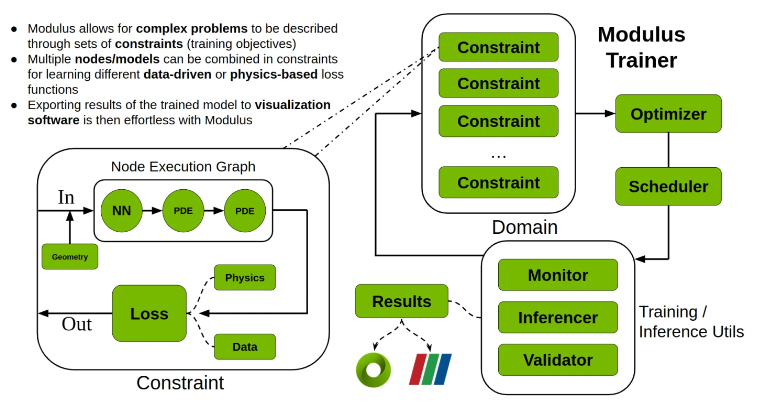 ● Modulus allows for complex problems to be described
through sets of constraints (training objectives)
● Multiple nodes/models can be combined in constraints
for learning different data-driven or physics-based loss
functions
● Exporting results of the trained model to visualization
software is then effortless with Modulus
Modulus
Trainer
Constraint
Constraint
Constraint
...
Constraint
Domain
Optimizer
Scheduler
Node Execution Graph
In
NN
PDE
PDE
Geometry
Physics
Loss
Out
Data
Constraint
Monitor
Inferencer
Validator
Results
Training /
Inference Utils